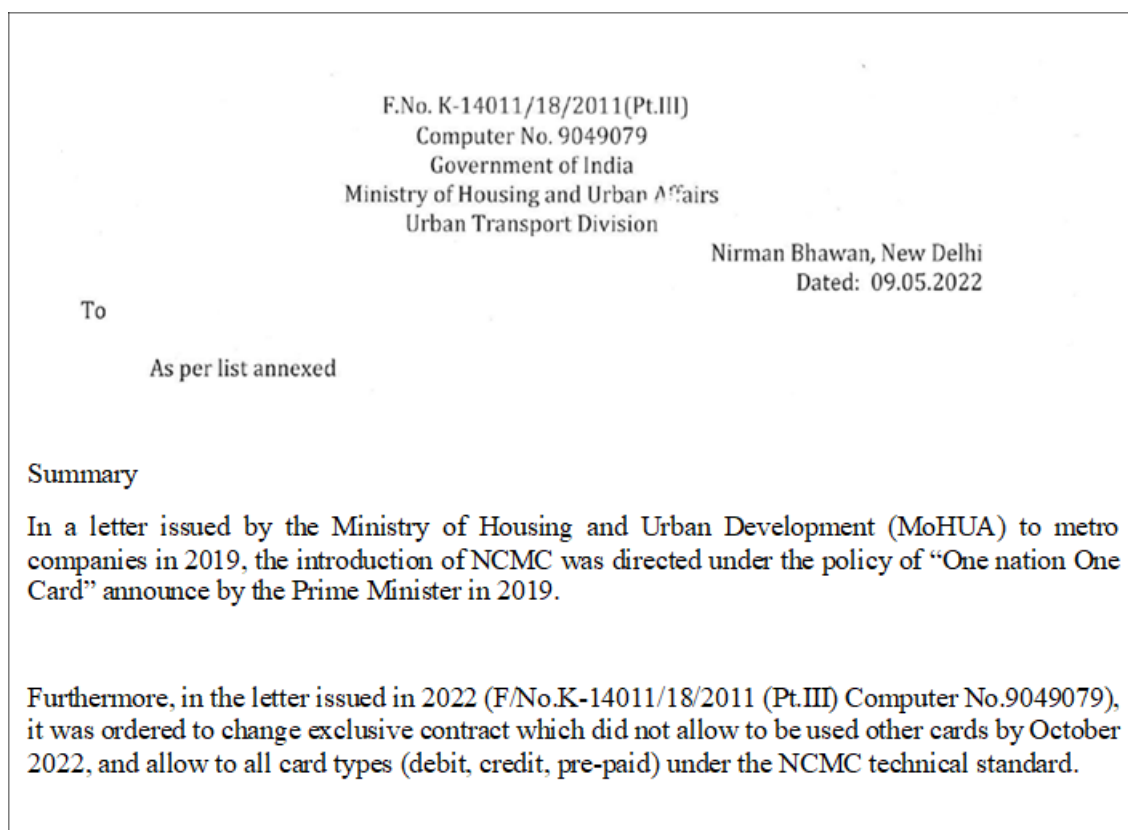 F.No. K-14011/18/2011(Pt.III)
Computer No. 9049079
Government of India
Ministry of Housing and Urban Affairs
Urban Transport Division
Nirman Bhawan, New Delhi
Dated: 09.05.2022
To
As per list annexed
Summary
In a letter issued by the Ministry of Housing and Urban Development (MoHUA) to metro
companies in 2019, the introduction of NCMC was directed under the policy of “One nation One
Card” announce by the Prime Minister in 2019.
Furthermore, in the letter issued in 2022 (F/No.K-14011/18/2011 (Pt.III) Computer No.9049079),
it was ordered to change exclusive contract which did not allow to be used other cards by October
2022, and allow to all card types (debit, credit, pre-paid) under the NCMC technical standard.